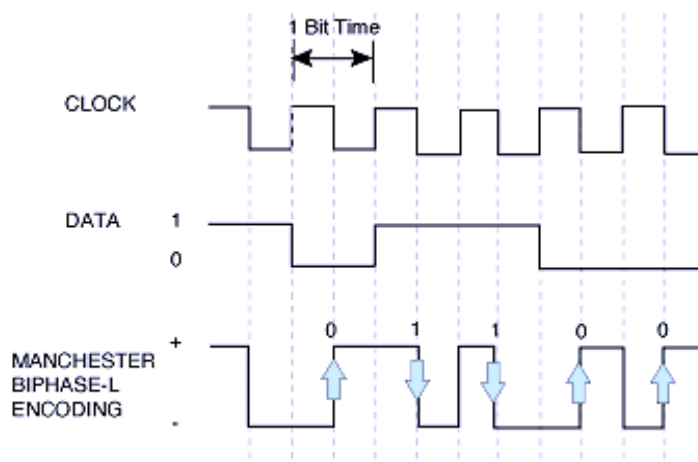 1 Bit Time
CLOCK
DATA
1
0
0 1 1 0 0
+
MANCHESTER
BIPHASE-L
ENCODING
-